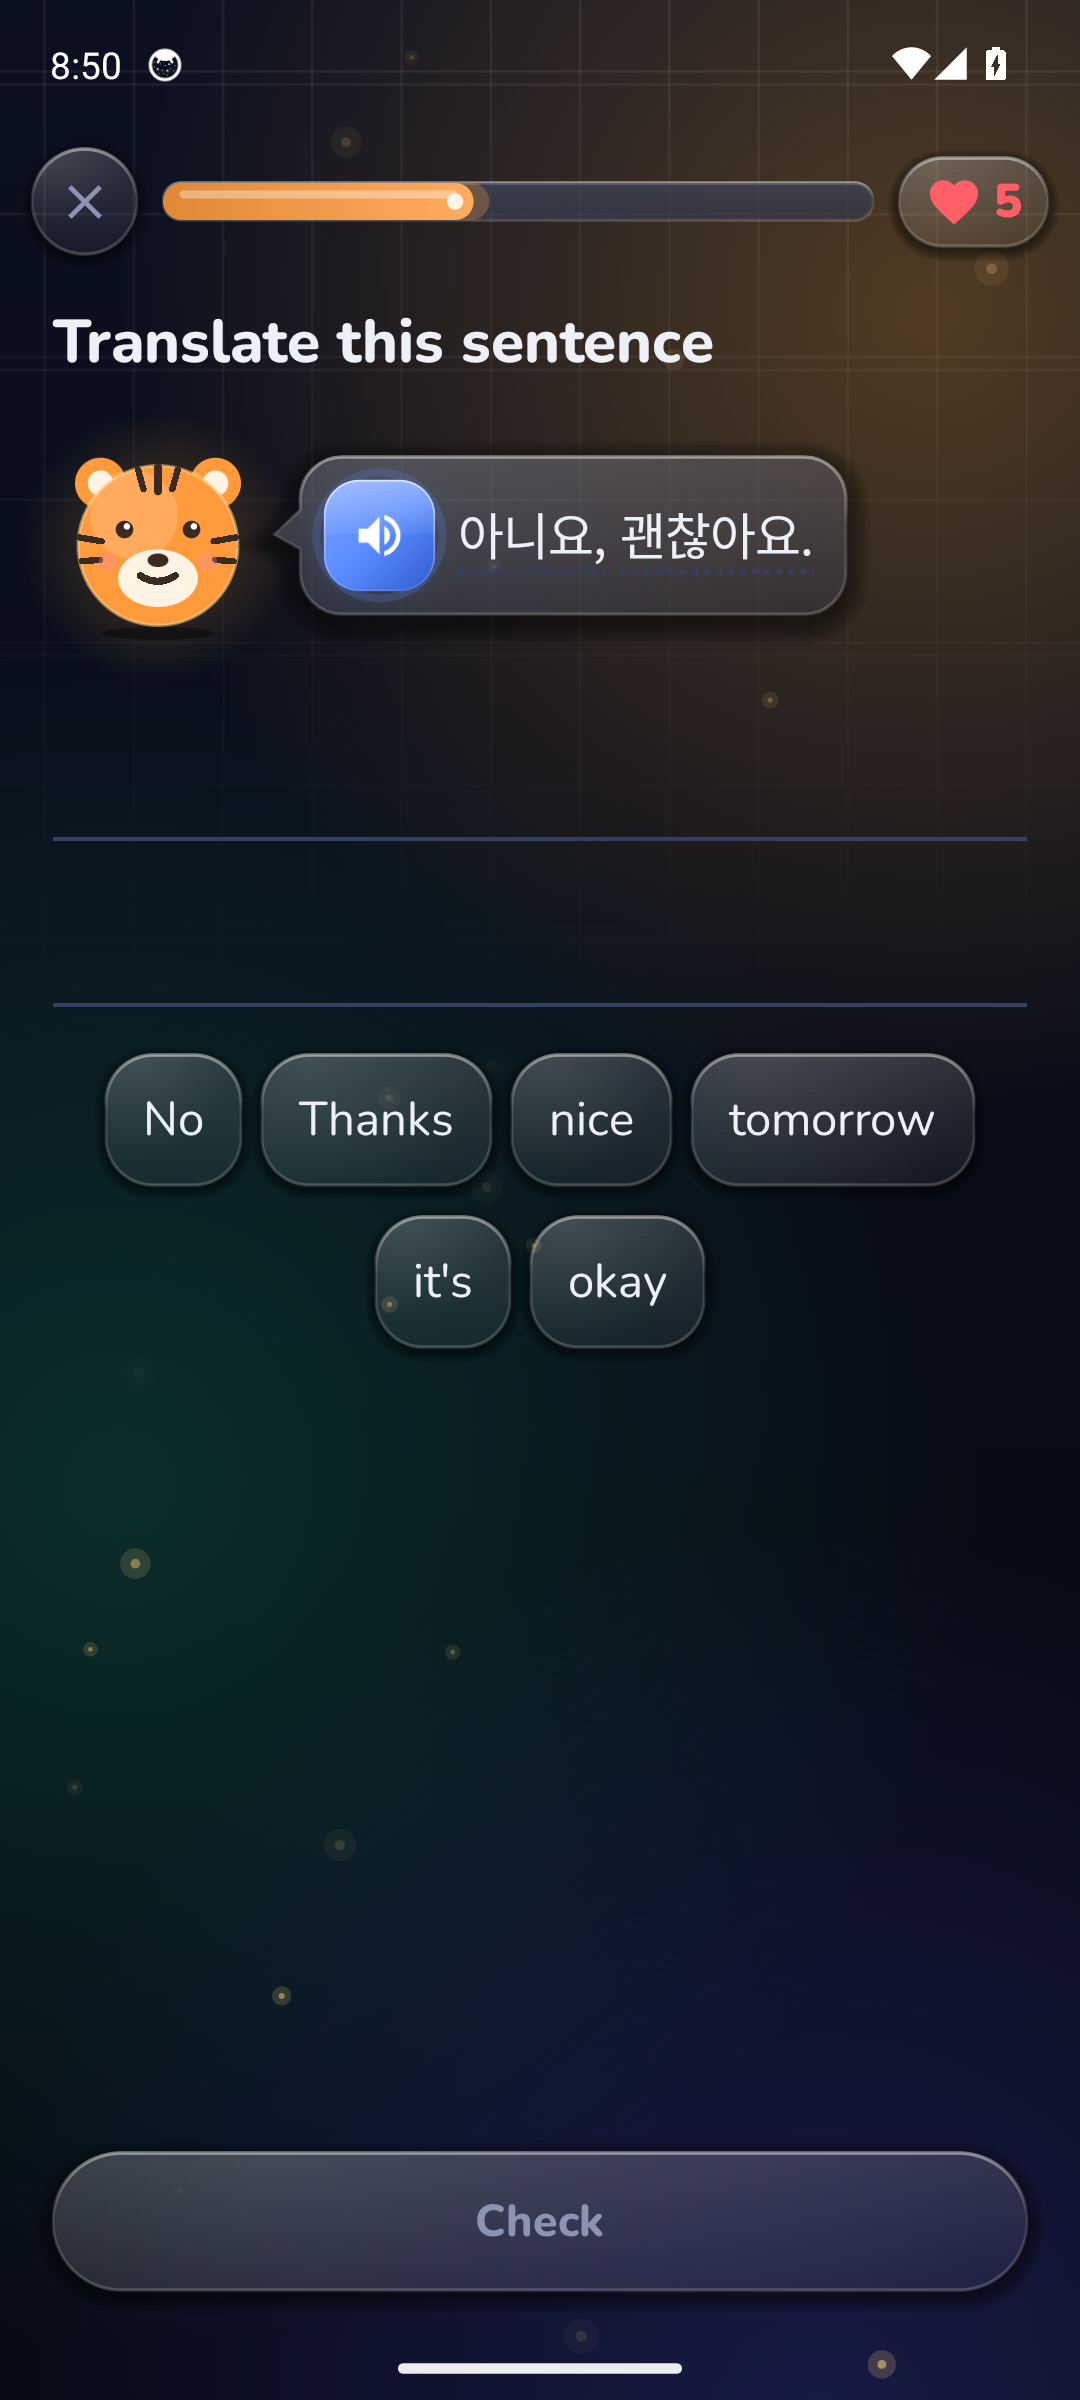 8:50
5
Translate this sentence
아니요, 괜찮아요.
No Thanks nice tomorrow
it's okay
Check